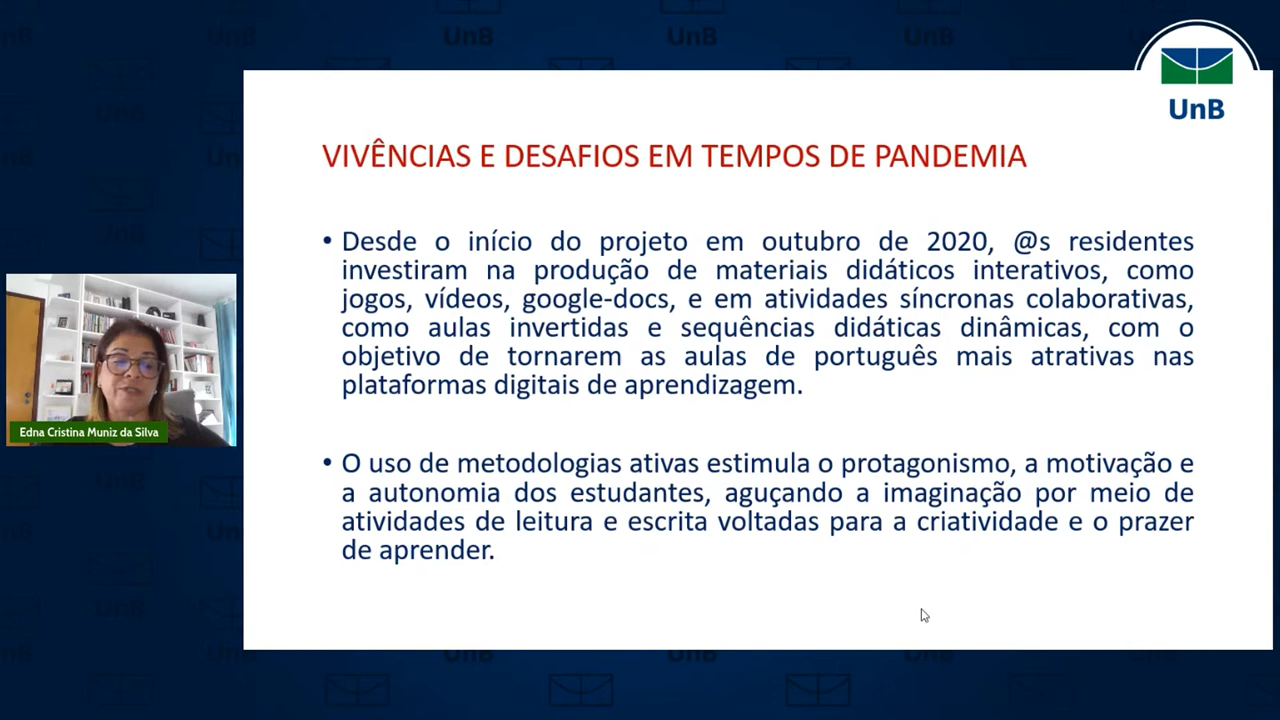 UnB
VIVÊNCIAS E DESAFIOS EM TEMPOS DE PANDEMIA
• Desde o início do projeto em outubro de 2020, @s residentes
investiram na produção de materiais didáticos interativos, como
jogos, vídeos, google-docs, e em atividades síncronas colaborativas,
como aulas invertidas e sequências didáticas dinâmicas, com o
objetivo de tornarem as aulas de português mais atrativas nas
plataformas digitais de aprendizagem.
• O uso de metodologias ativas estimula o protagonismo, a motivação e
a autonomia dos estudantes, aguçando a imaginação por meio de
atividades de leitura e escrita voltadas para a criatividade e o prazer
de aprender.
Edna Cristina Muniz da Silva